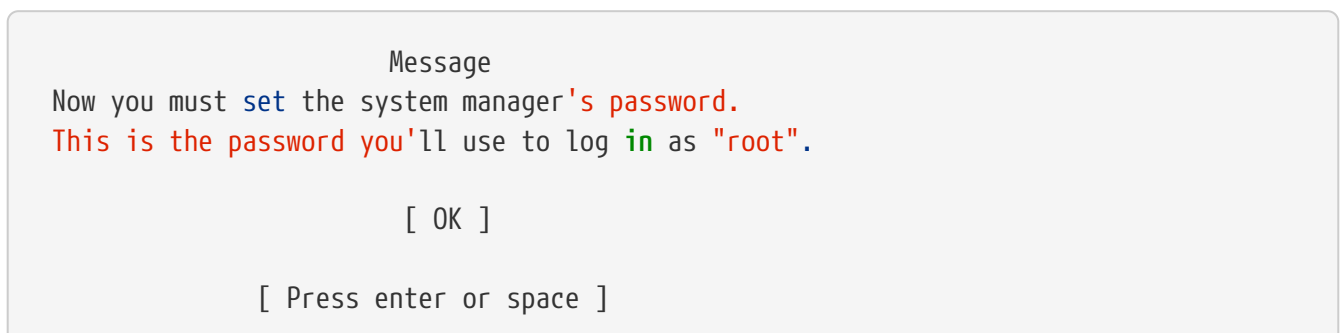 Message
Now you must set the system manager's password.
This is the password you'll use to log in as "root".
[ OK ]
[ Press enter or space ]